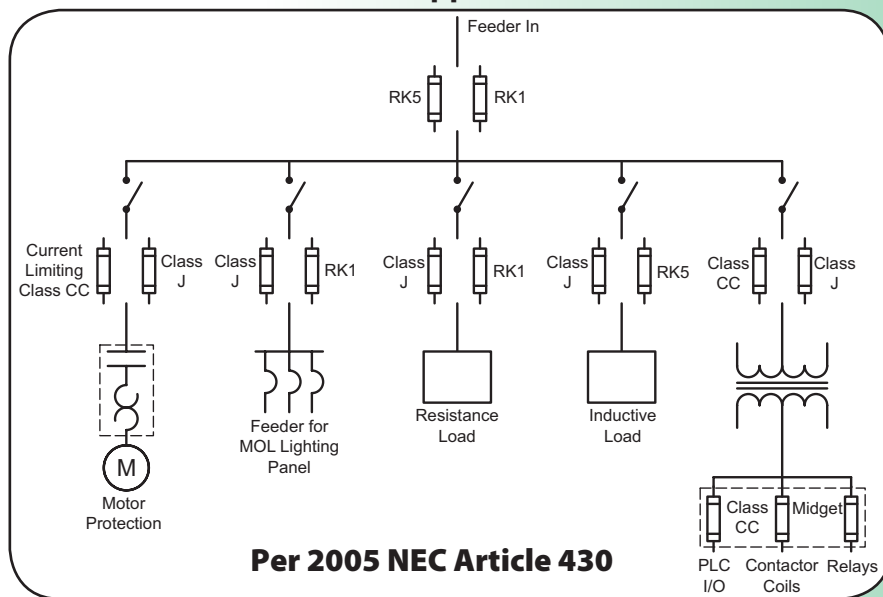 Feeder In
RK5
RK1
Current
Limiting
Class CC
Class
J
Class
J
RK1
Class
J
RK1
Class
J
RK5
Class
CC
Class
J
M
Motor
Protection
Feeder for
MOL Lighting
Panel
Resistance
Load
Inductive
Load
Class
CC
Midget
PLC
I/O
Contactor
Coils
Relays
Per 2005 NEC Article 430